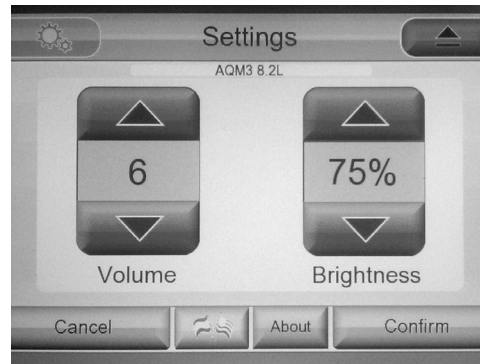 Settings
AQM3 8.2L
6
75%
Volume
Brightness
Cancel
About
Confirm